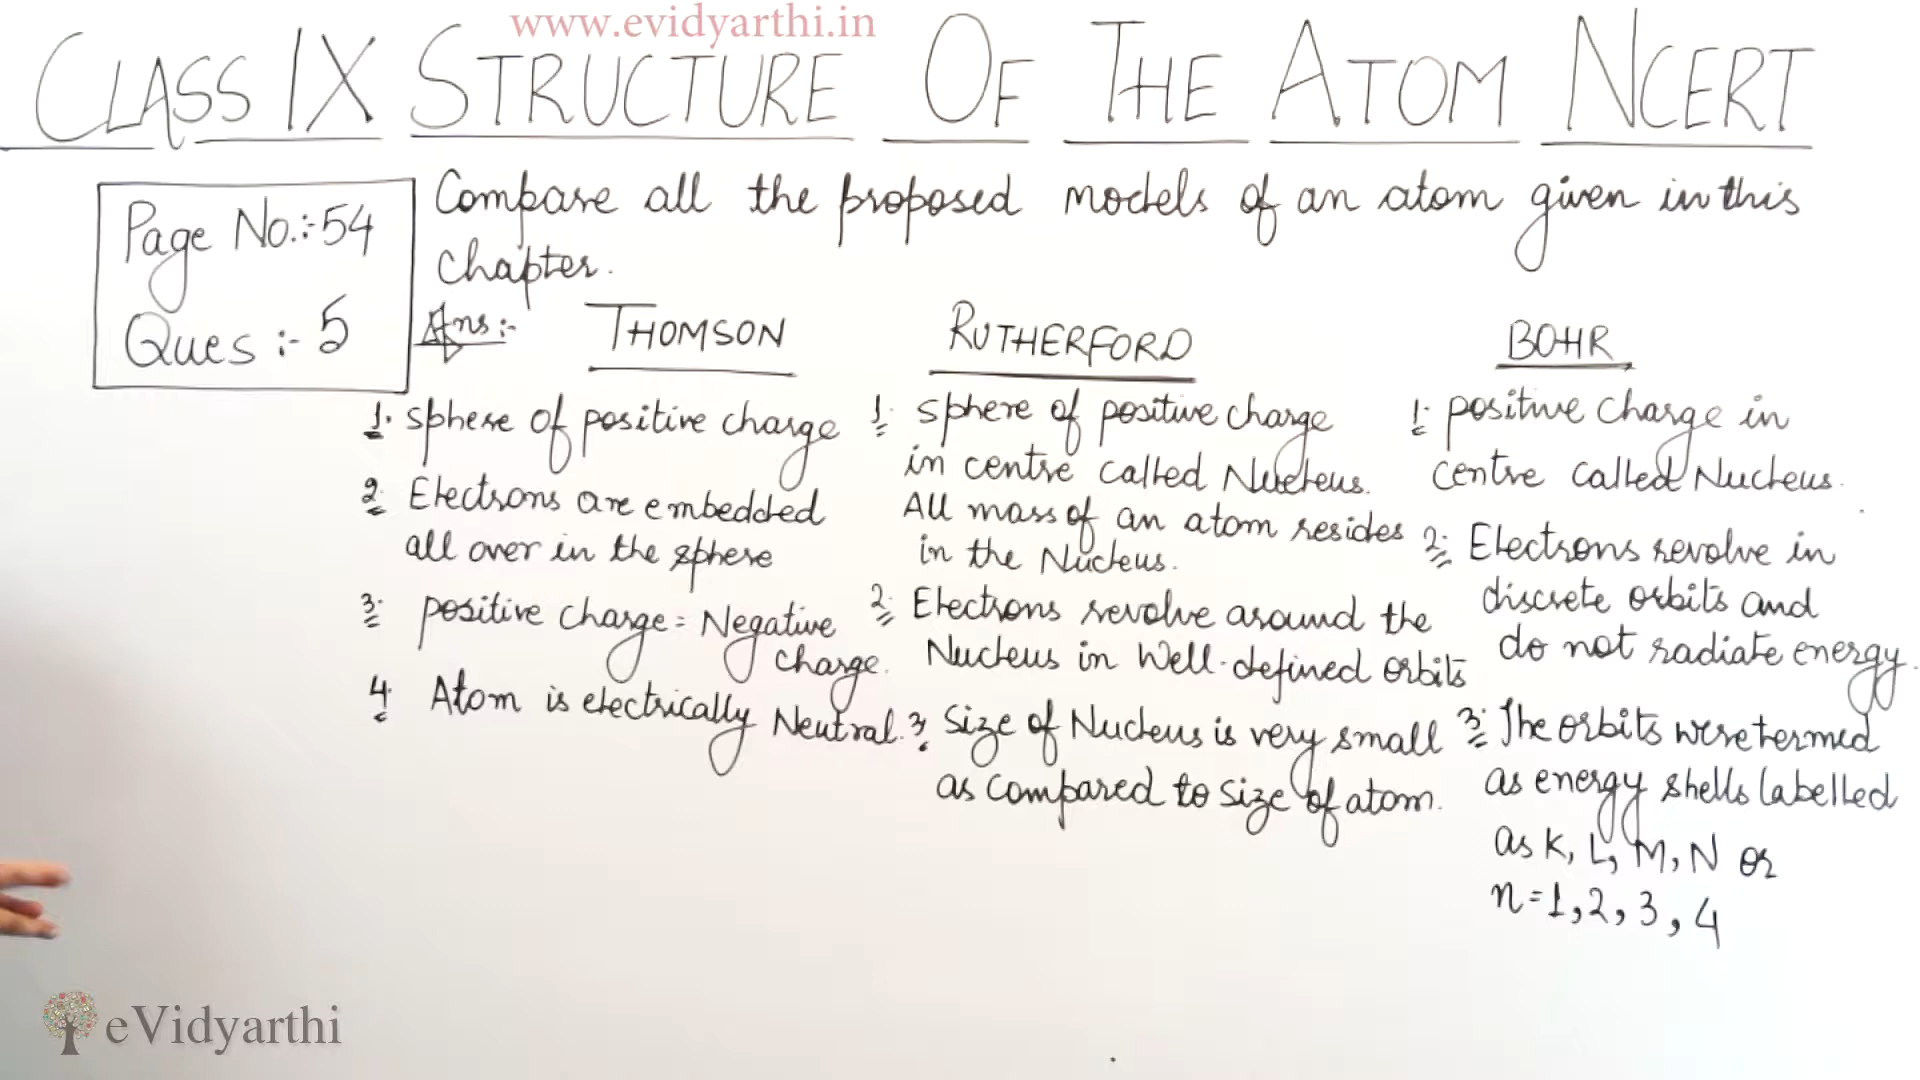 www.evidyarthi.in
CLASS IX STRUCTURE OF THE ATOM NCERT
Page No.:-54
Ques :- 5
Compare all the proposed models of an atom given in this
chapter.
Ans :-
THOMSON
1. sphere of positive charge
2. Electrons are embedded
all over in the sphere
3. positive charge = Negative
charge.
4. Atom is electrically Neutral.
RUTHERFORD
1. sphere of positive charge
in centre called Nucleus.
All mass of an atom resides
in the Nucleus.
2. Electrons revolve around the
Nucleus in Well-defined orbits
3. Size of Nucleus is very small
as compared to size of atom.
BOHR
1. positive charge in
centre called Nucleus.
2. Electrons revolve in
discrete orbits and
do not radiate energy.
3. The orbits were termed
as energy shells labelled
as K, L, M, N or
n=1, 2, 3, 4
eVidyarthi